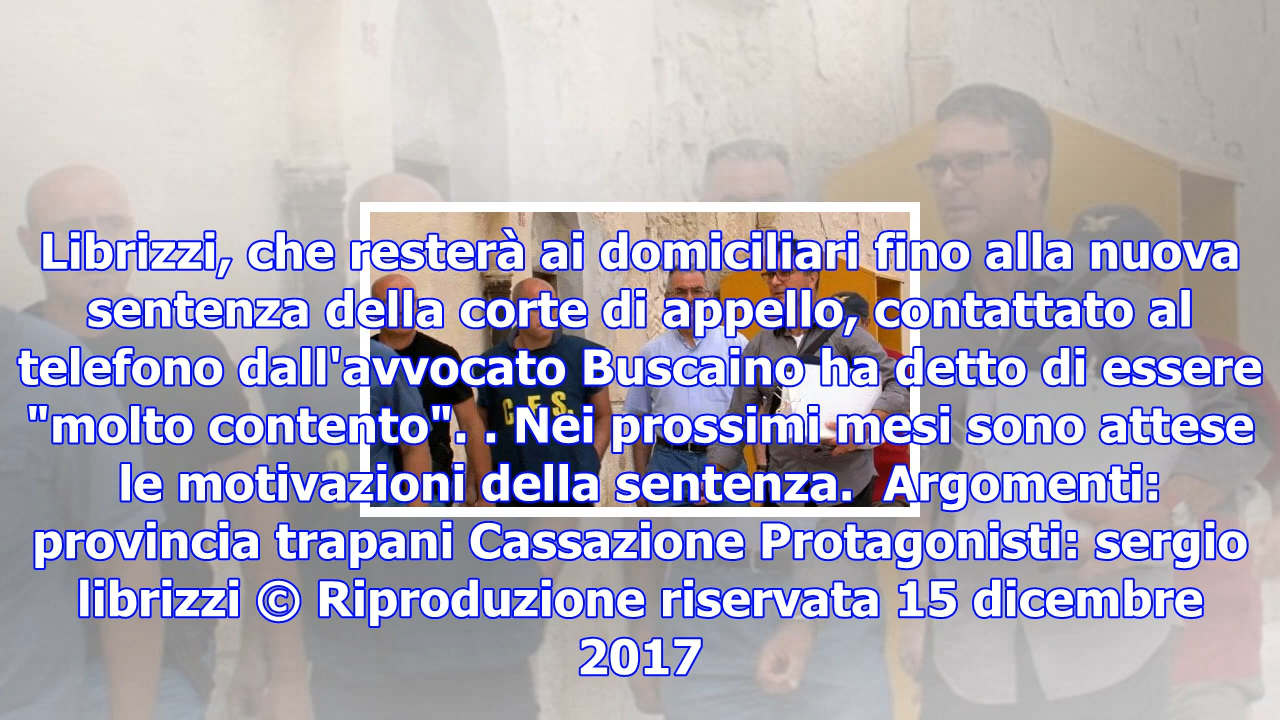 Librizzi, che resterà ai domiciliari fino alla nuova
sentenza della corte di appello, contattato al
telefono dall'avvocato Buscaino ha detto di essere
"molto contento". . Nei prossimi mesi sono attese
le motivazioni della sentenza.  Argomenti:
provincia trapani Cassazione Protagonisti: sergio
librizzi © Riproduzione riservata 15 dicembre
2017
C.F.S.